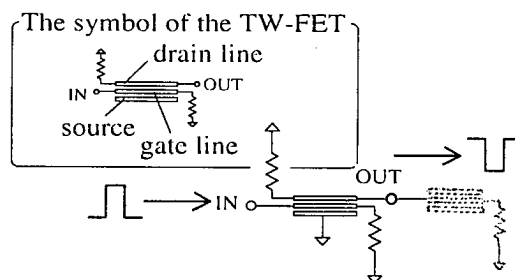 The symbol of the TW-FET
drain line
OUT
IN
source
gate line
OUT
IN